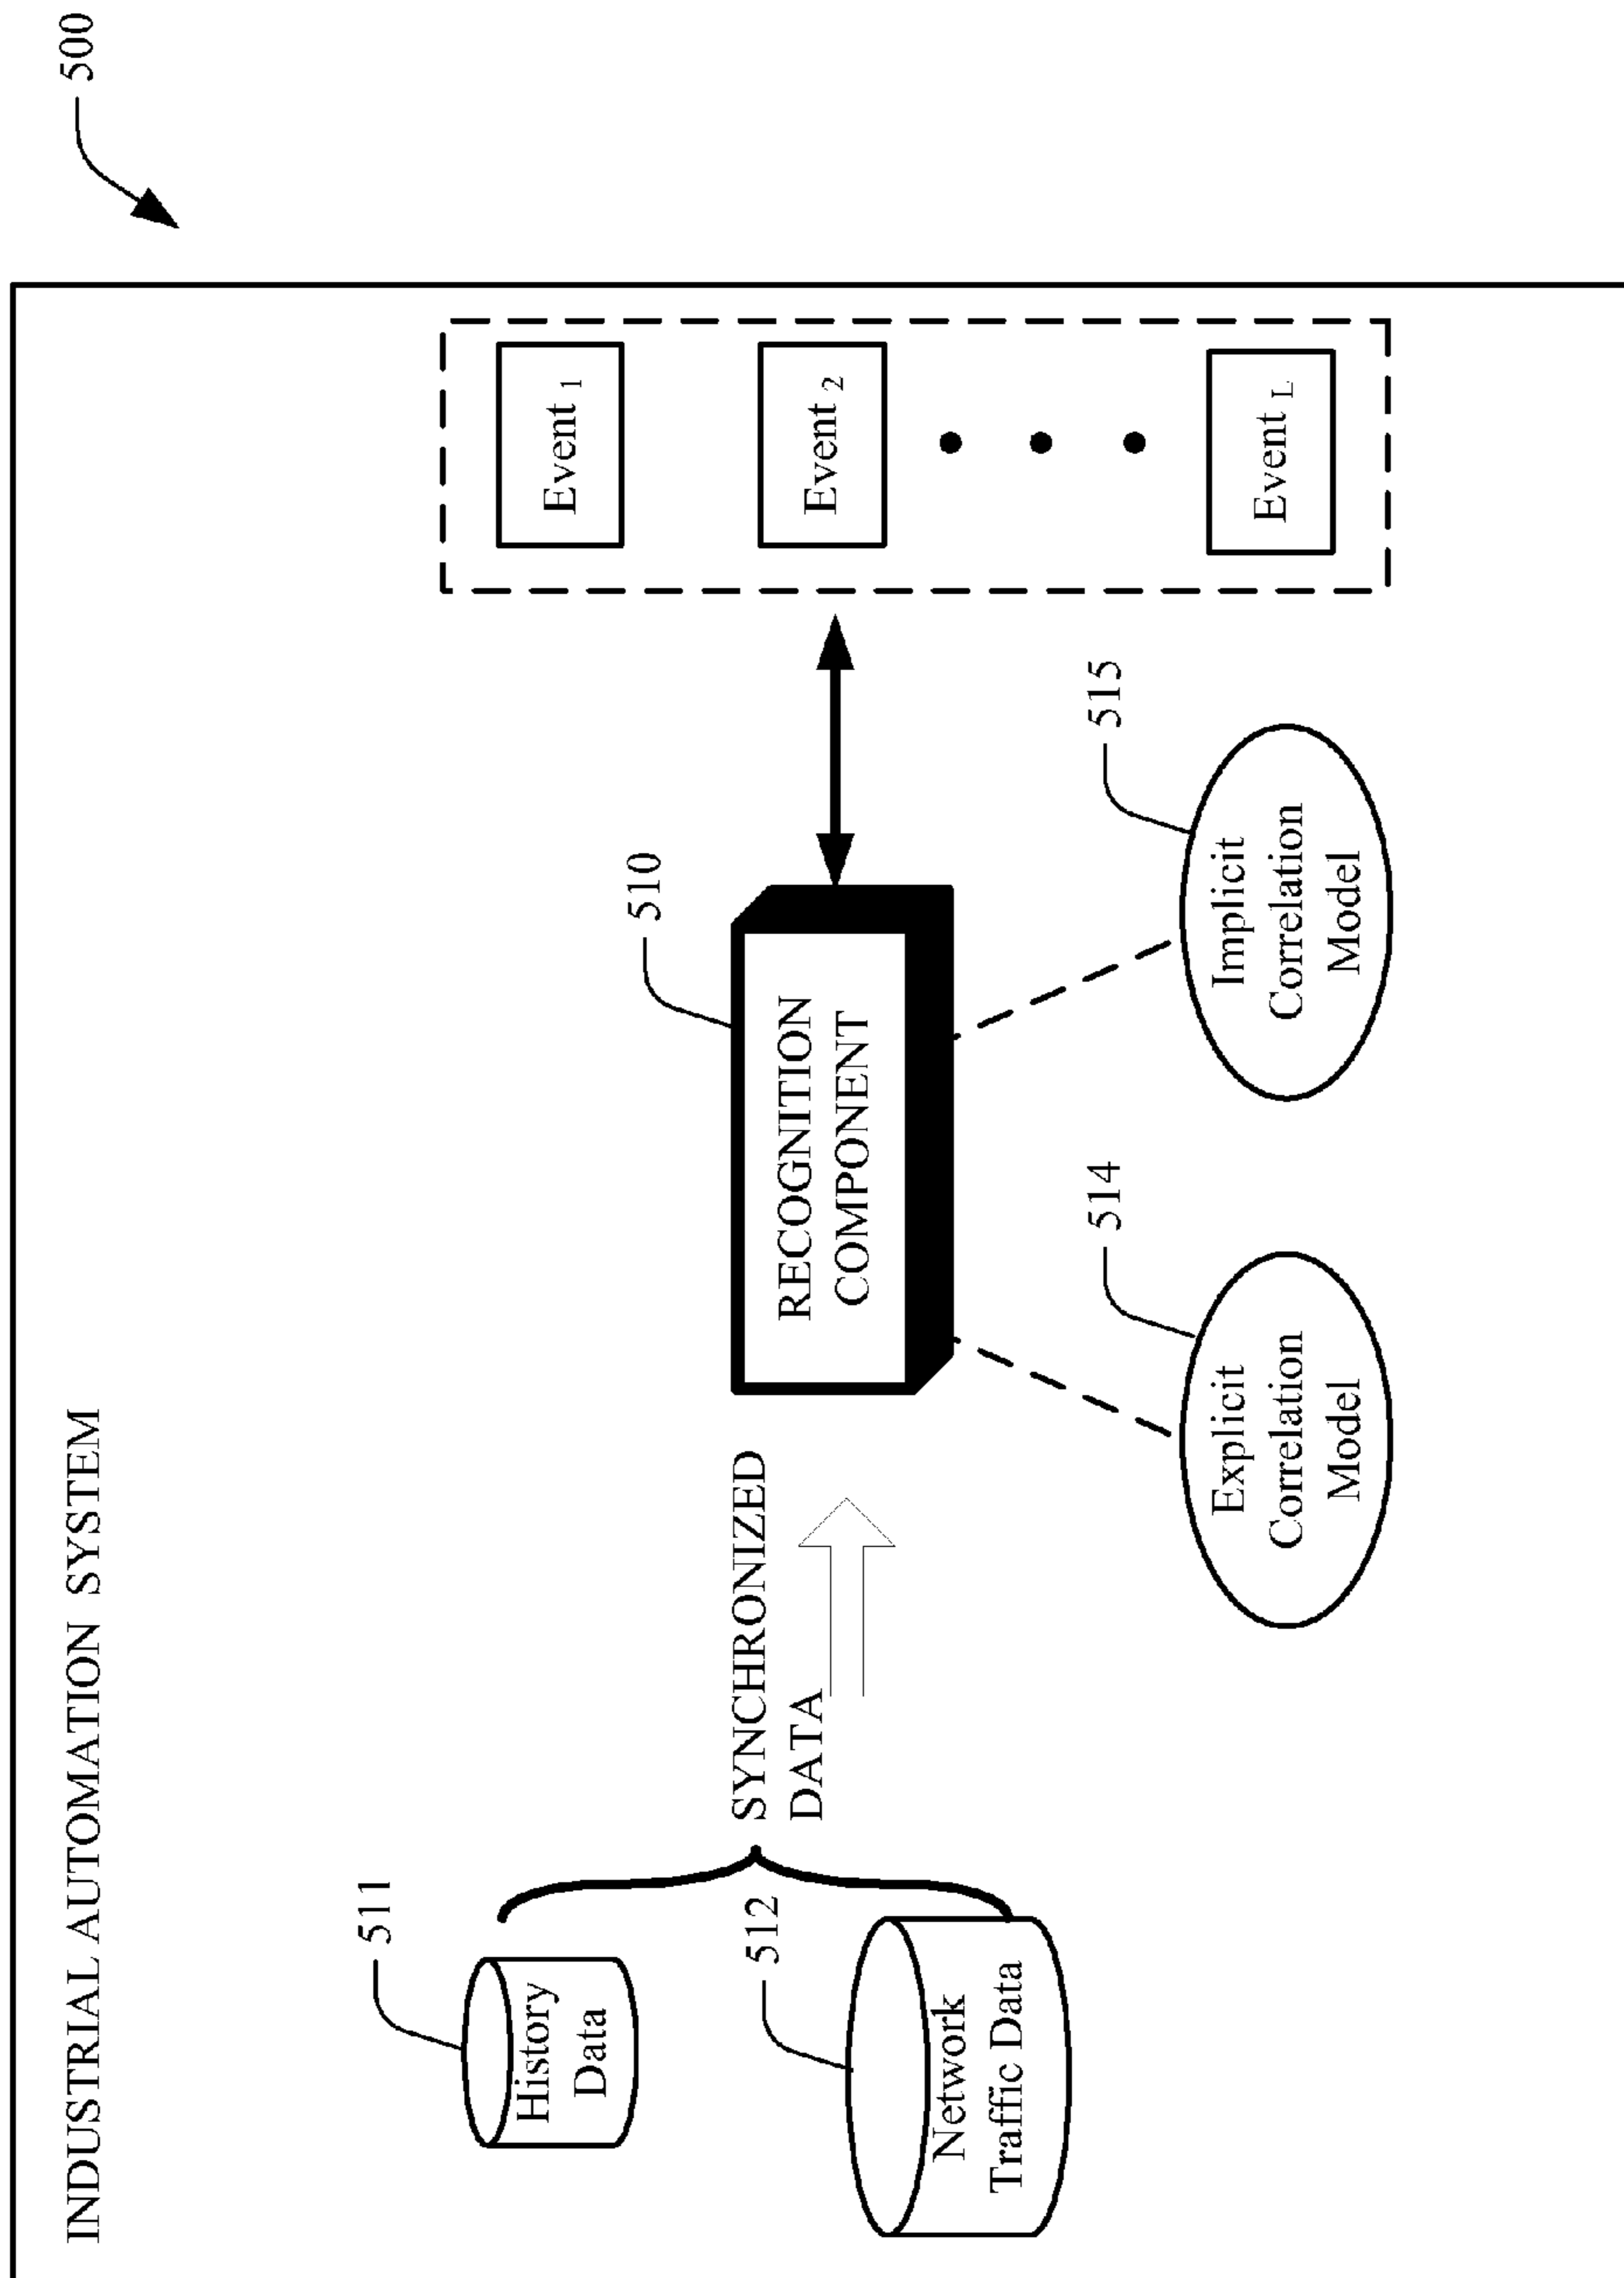 500
INDUSTRIAL AUTOMATION SYSTEM
511
History
Data
512
Network
Traffic Data
SYNCHRONIZED
DATA
510
RECOGNITION
COMPONENT
514
Explicit
Correlation
Model
515
Implicit
Correlation
Model
Event 1
Event 2
Event L